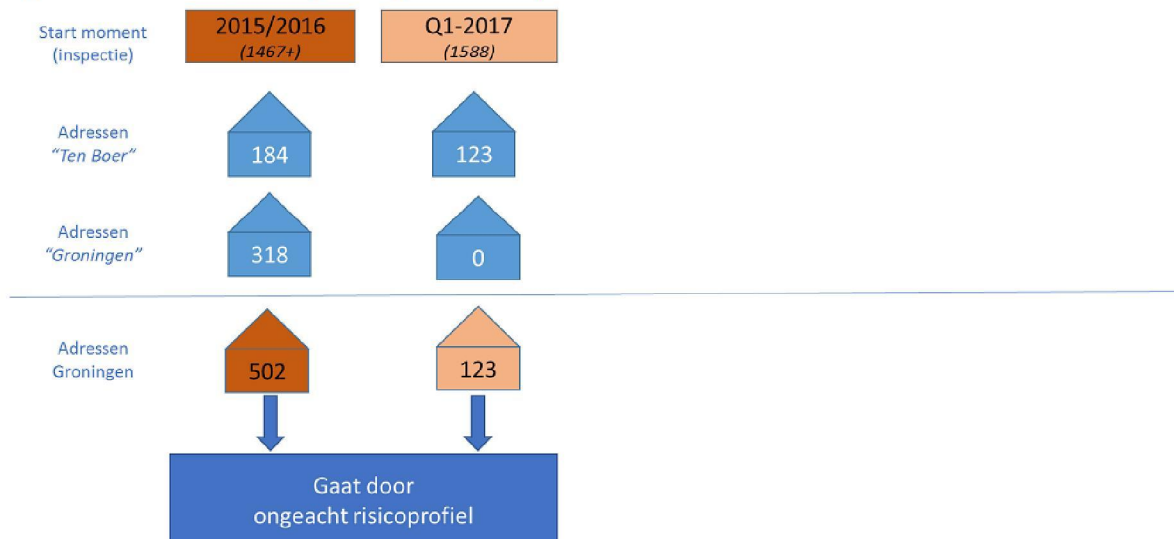 Start moment
(inspectie)
2015/2016
(1467+)
Q1-2017
(1588)
Adressen
“Ten Boer”
184
123
Adressen
“Groningen”
318
0
Adressen
Groningen
502
123
Gaat door
ongeacht risicoprofiel